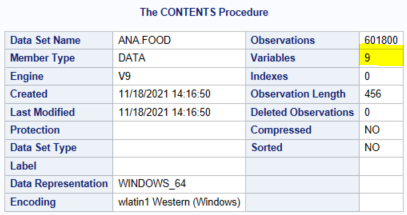 The CONTENTS Procedure
Data Set Name ANA.FOOD Observations 601800
Member Type DATA Variables 9
Engine V9 Indexes 0
Created 11/18/2021 14:16:50 Observation Length 456
Last Modified 11/18/2021 14:16:50 Deleted Observations 0
Protection Compressed NO
Data Set Type Sorted NO
Label
Data Representation WINDOWS_64
Encoding wlatin1 Western (Windows)